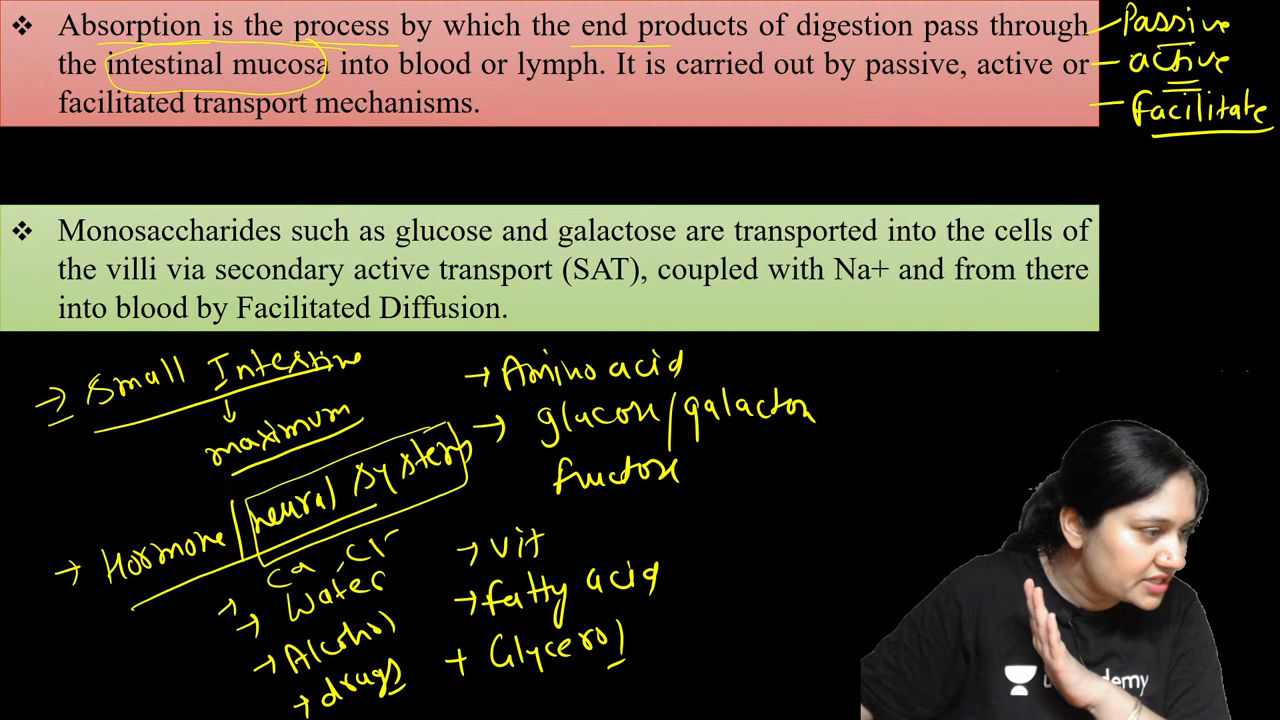 ❖ Absorption is the process by which the end products of digestion pass through
the intestinal mucosa into blood or lymph. It is carried out by passive, active or
facilitated transport mechanisms.
Passive
active
facilitate
❖ Monosaccharides such as glucose and galactose are transported into the cells of
the villi via secondary active transport (SAT), coupled with Na+ and from there
into blood by Facilitated Diffusion.
→ Small Intestine
↓
maximum
→ Hormone/neural system
Ca, Cl-
→ Water
→ Alcohol
→ drugs
→ Amino acid
→ glucose/galactose
fructose
→ Vit
→ fatty acid
+ Glycerol